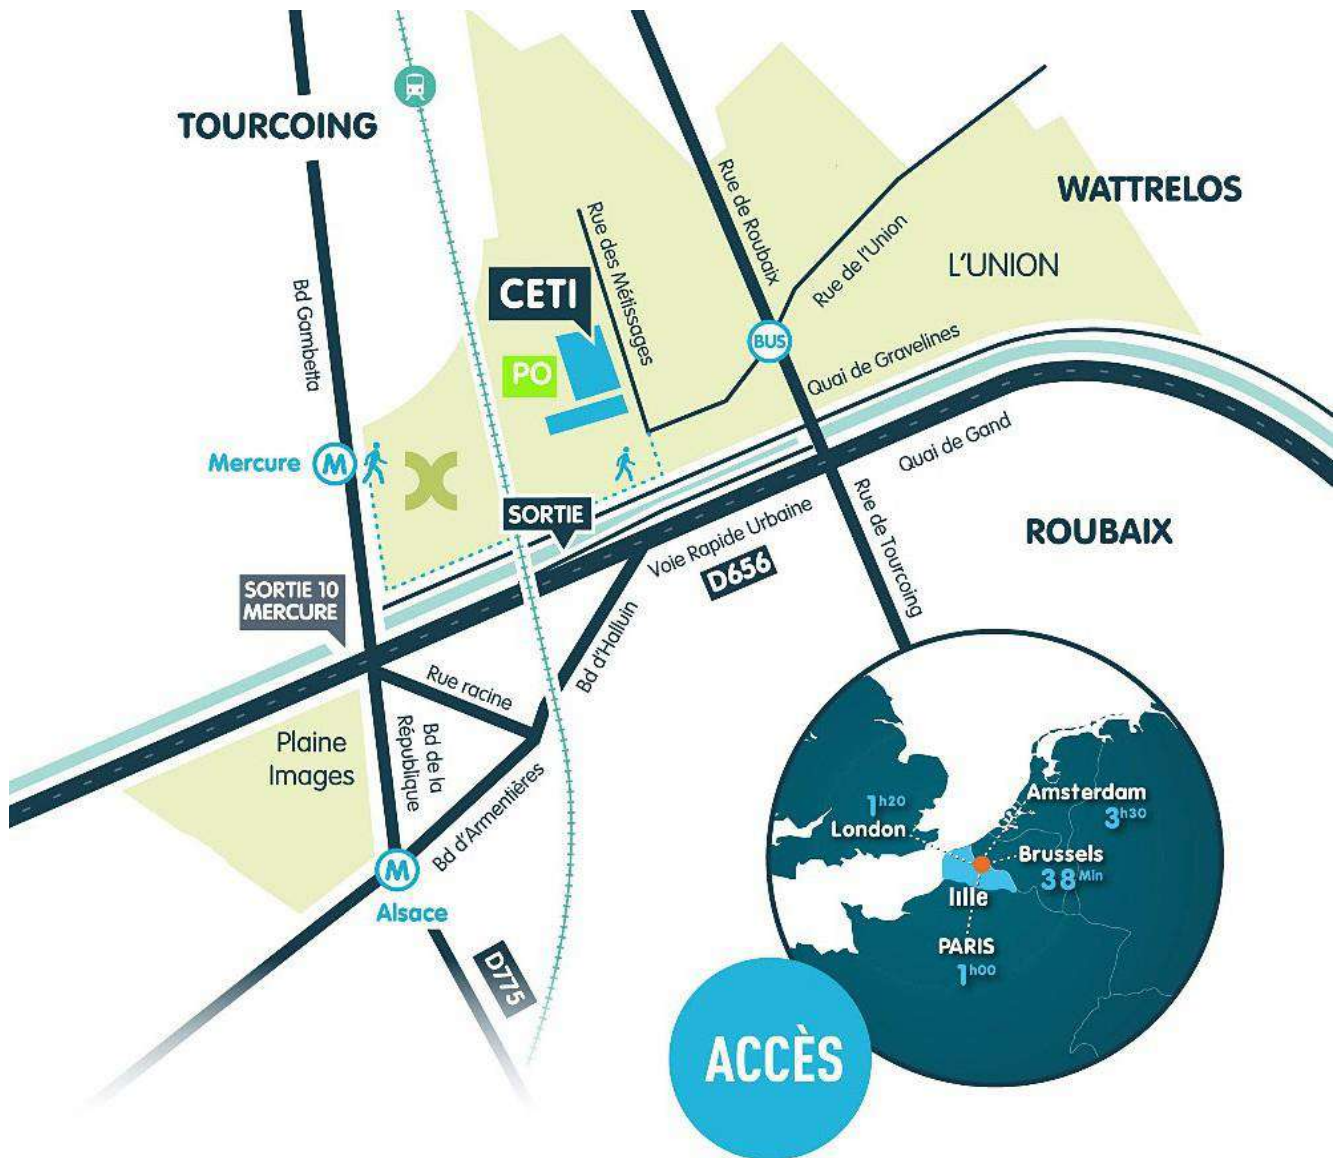 TOURCOING
WATTRELOS
Rue de Roubaix
Rue des Métissages
Rue de l'Union
L'UNION
CETI
Bd Gambetta
BUS
PO
Quai de Gravelines
Mercure
M
Quai de Gand
SORTIE
Voie Rapide Urbaine
D656
Rue de Tourcoing
ROUBAIX
SORTIE 10
MERCURE
Bd d'Halluin
Rue racine
Plaine
Images
Bd de la
République
Bd d'Armentières
M
Alsace
D775
1h20
London
Amsterdam
3h30
Brussels
38 Min
lille
PARIS
1h00
ACCÈS